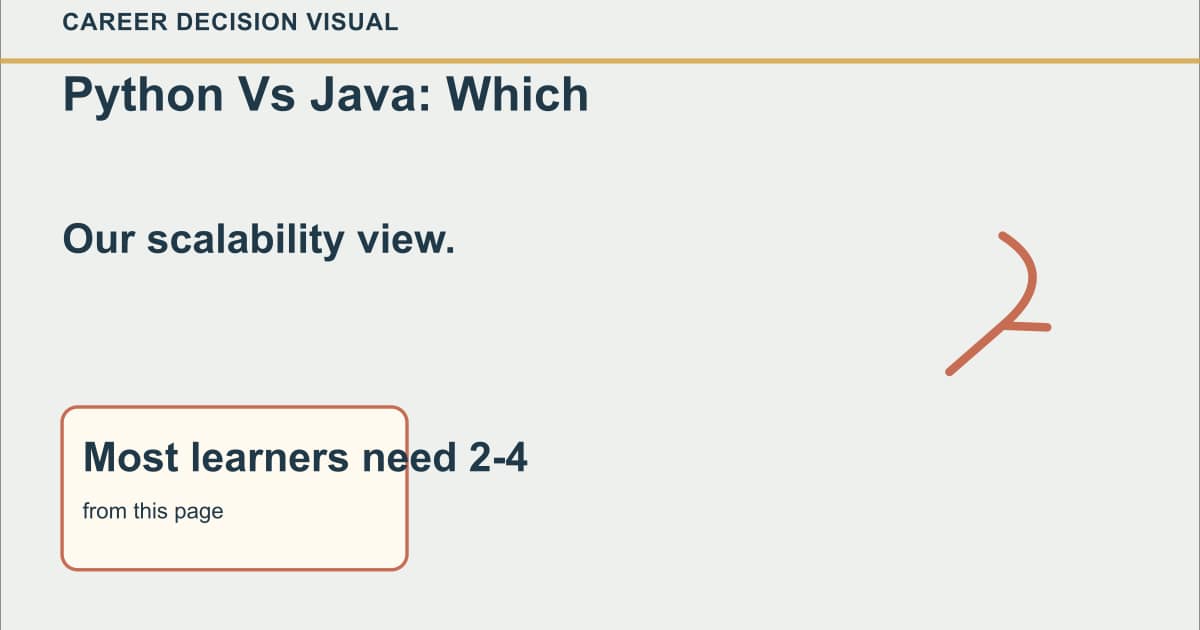 CAREER DECISION VISUAL
Python Vs Java: Which
Our scalability view.
Most learners need 2-4
from this page